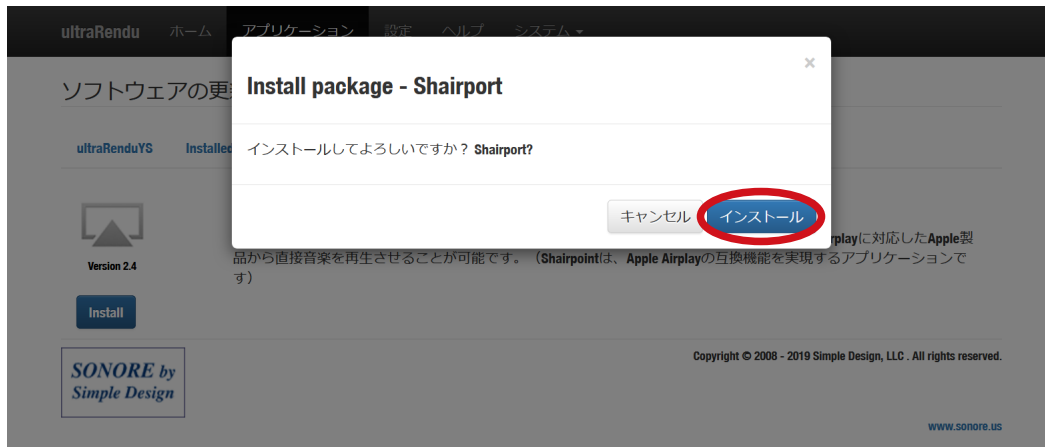 ultraRendu ホーム アプリケーション 設定 ヘルプ システム
ソフトウェアの更
×
Install package - Shairport
ultraRenduYS Installed
インストールしてよろしいですか？ Shairport?
キャンセル インストール
rplayに対応したApple製
品から直接音楽を再生させることが可能です。（Shairpointは、Apple Airplayの互換機能を実現するアプリケーションで
す）
Version 2.4
Install
SONORE by
Simple Design
Copyright © 2008 - 2019 Simple Design, LLC . All rights reserved.
www.sonore.us